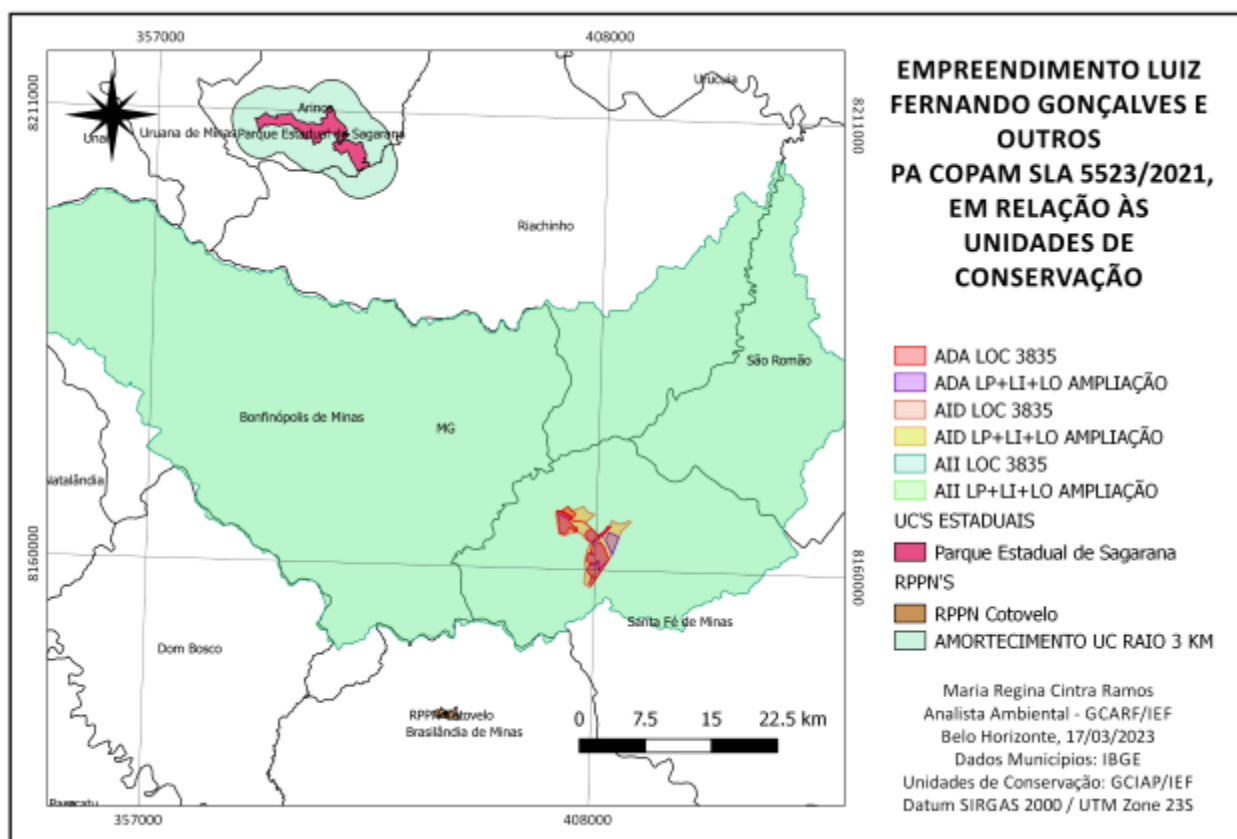 357000
408000
8211000
8211000
Urucuia
Arinos
Unaí
Uruana de Minas
Parque Estadual de Sagarana
Riachinho
São Romão
Bonfinópolis de Minas
MG
Natalândia
8160000
8160000
Santa Fé de Minas
Dom Bosco
RPPN Cotovelo
Brasilândia de Minas
0 7.5 15 22.5 km
Paracatu
357000
408000
EMPREENDIMENTO LUIZ
FERNANDO GONÇALVES E
OUTROS
PA COPAM SLA 5523/2021,
EM RELAÇÃO ÀS
UNIDADES DE
CONSERVAÇÃO
ADA LOC 3835
ADA LP+LI+LO AMPLIAÇÃO
AID LOC 3835
AID LP+LI+LO AMPLIAÇÃO
AII LOC 3835
AII LP+LI+LO AMPLIAÇÃO
UC'S ESTADUAIS
Parque Estadual de Sagarana
RPPN'S
RPPN Cotovelo
AMORTECIMENTO UC RAIO 3 KM
Maria Regina Cintra Ramos
Analista Ambiental - GCARF/IEF
Belo Horizonte, 17/03/2023
Dados Municipios: IBGE
Unidades de Conservação: GCIAP/IEF
Datum SIRGAS 2000 / UTM Zone 23S